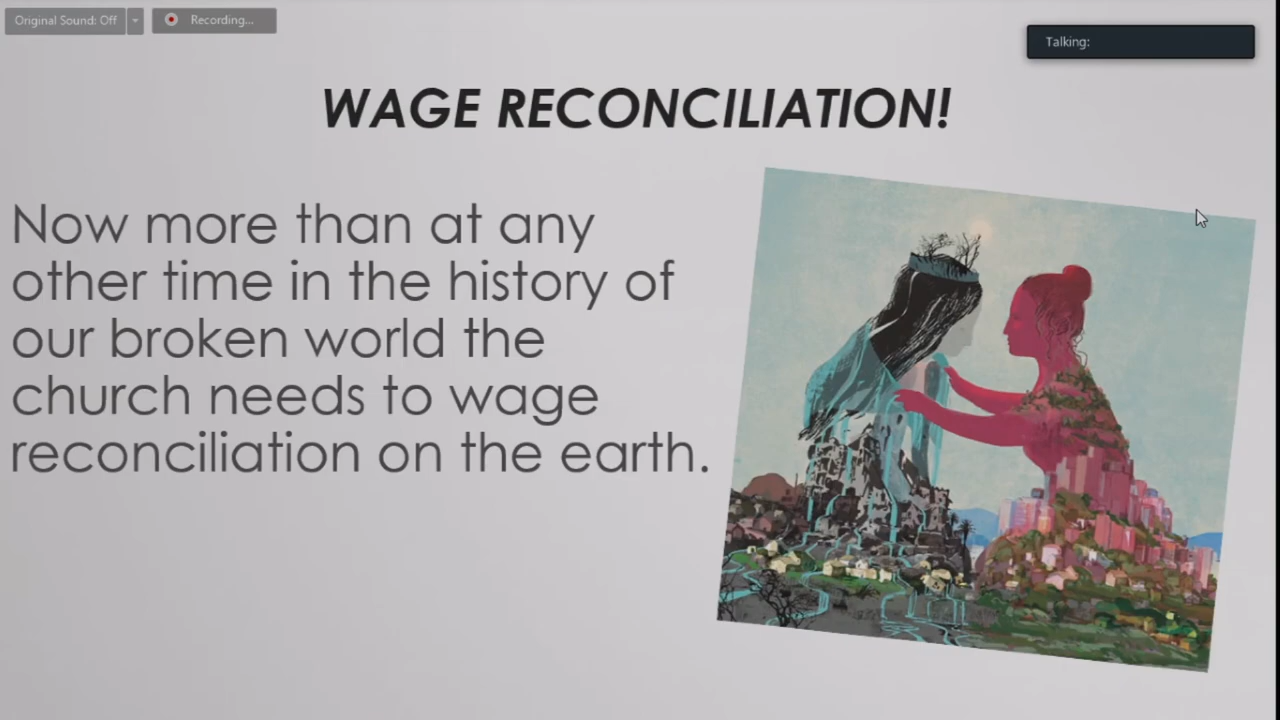 Original Sound: Off
Recording...
Talking:
WAGE RECONCILIATION!
Now more than at any
other time in the history of
our broken world the
church needs to wage
reconciliation on the earth.